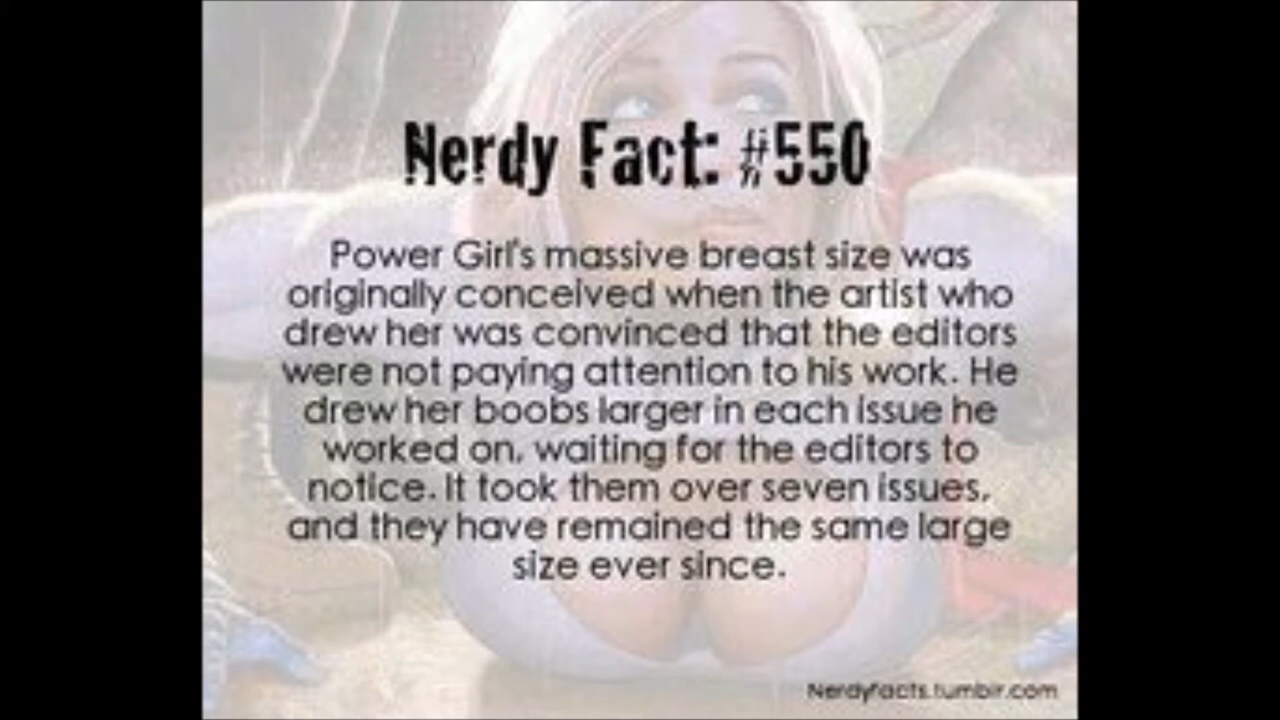 Nerdy Fact: #550
Power Girl's massive breast size was
originally conceived when the artist who
drew her was convinced that the editors
were not paying attention to his work. He
drew her boobs larger in each issue he
worked on, waiting for the editors to
notice. It took them over seven issues,
and they have remained the same large
size ever since.
Nerdyfacts.tumblr.com